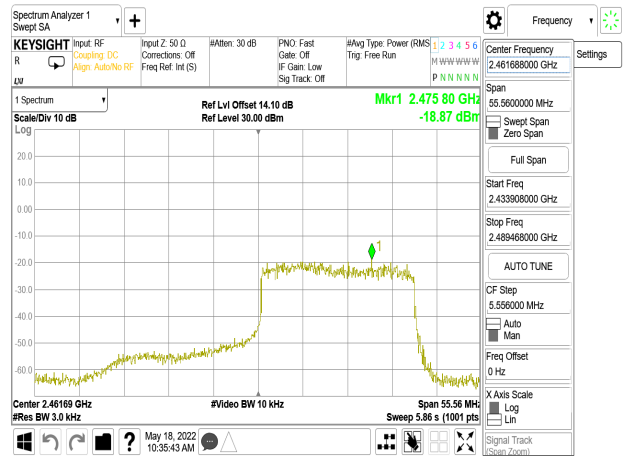 Spectrum Analyzer 1
Swept SA
Frequency
KEYSIGHT
R
LXI
Input: RF
Coupling: DC
Align: Auto/No RF
Input Z: 50 Ω
Corrections: Off
Freq Ref: Int (S)
#Atten: 30 dB
PNO: Fast
Gate: Off
IF Gain: Low
Sig Track: Off
#Avg Type: Power (RMS
Trig: Free Run
1 2 3 4 5 6
M W W W W W
P N N N N N
Center Frequency
2.461688000 GHz
Settings
Span
55.5600000 MHz
Swept Span
Zero Span
Full Span
Start Freq
2.433908000 GHz
Stop Freq
2.489468000 GHz
AUTO TUNE
CF Step
5.556000 MHz
Auto
Man
Freq Offset
0 Hz
X Axis Scale
Log
Lin
Signal Track
(Span Zoom)
1 Spectrum
Scale/Div 10 dB
Ref Lvl Offset 14.10 dB
Ref Level 30.00 dBm
Mkr1 2.475 80 GHz
-18.87 dBm
Log
20.0
10.0
0.00
-10.0
-20.0
-30.0
-40.0
-50.0
-60.0
1
Center 2.46169 GHz
#Res BW 3.0 kHz
#Video BW 10 kHz
Span 55.56 MHz
Sweep 5.86 s (1001 pts
?
May 18, 2022
10:35:43 AM